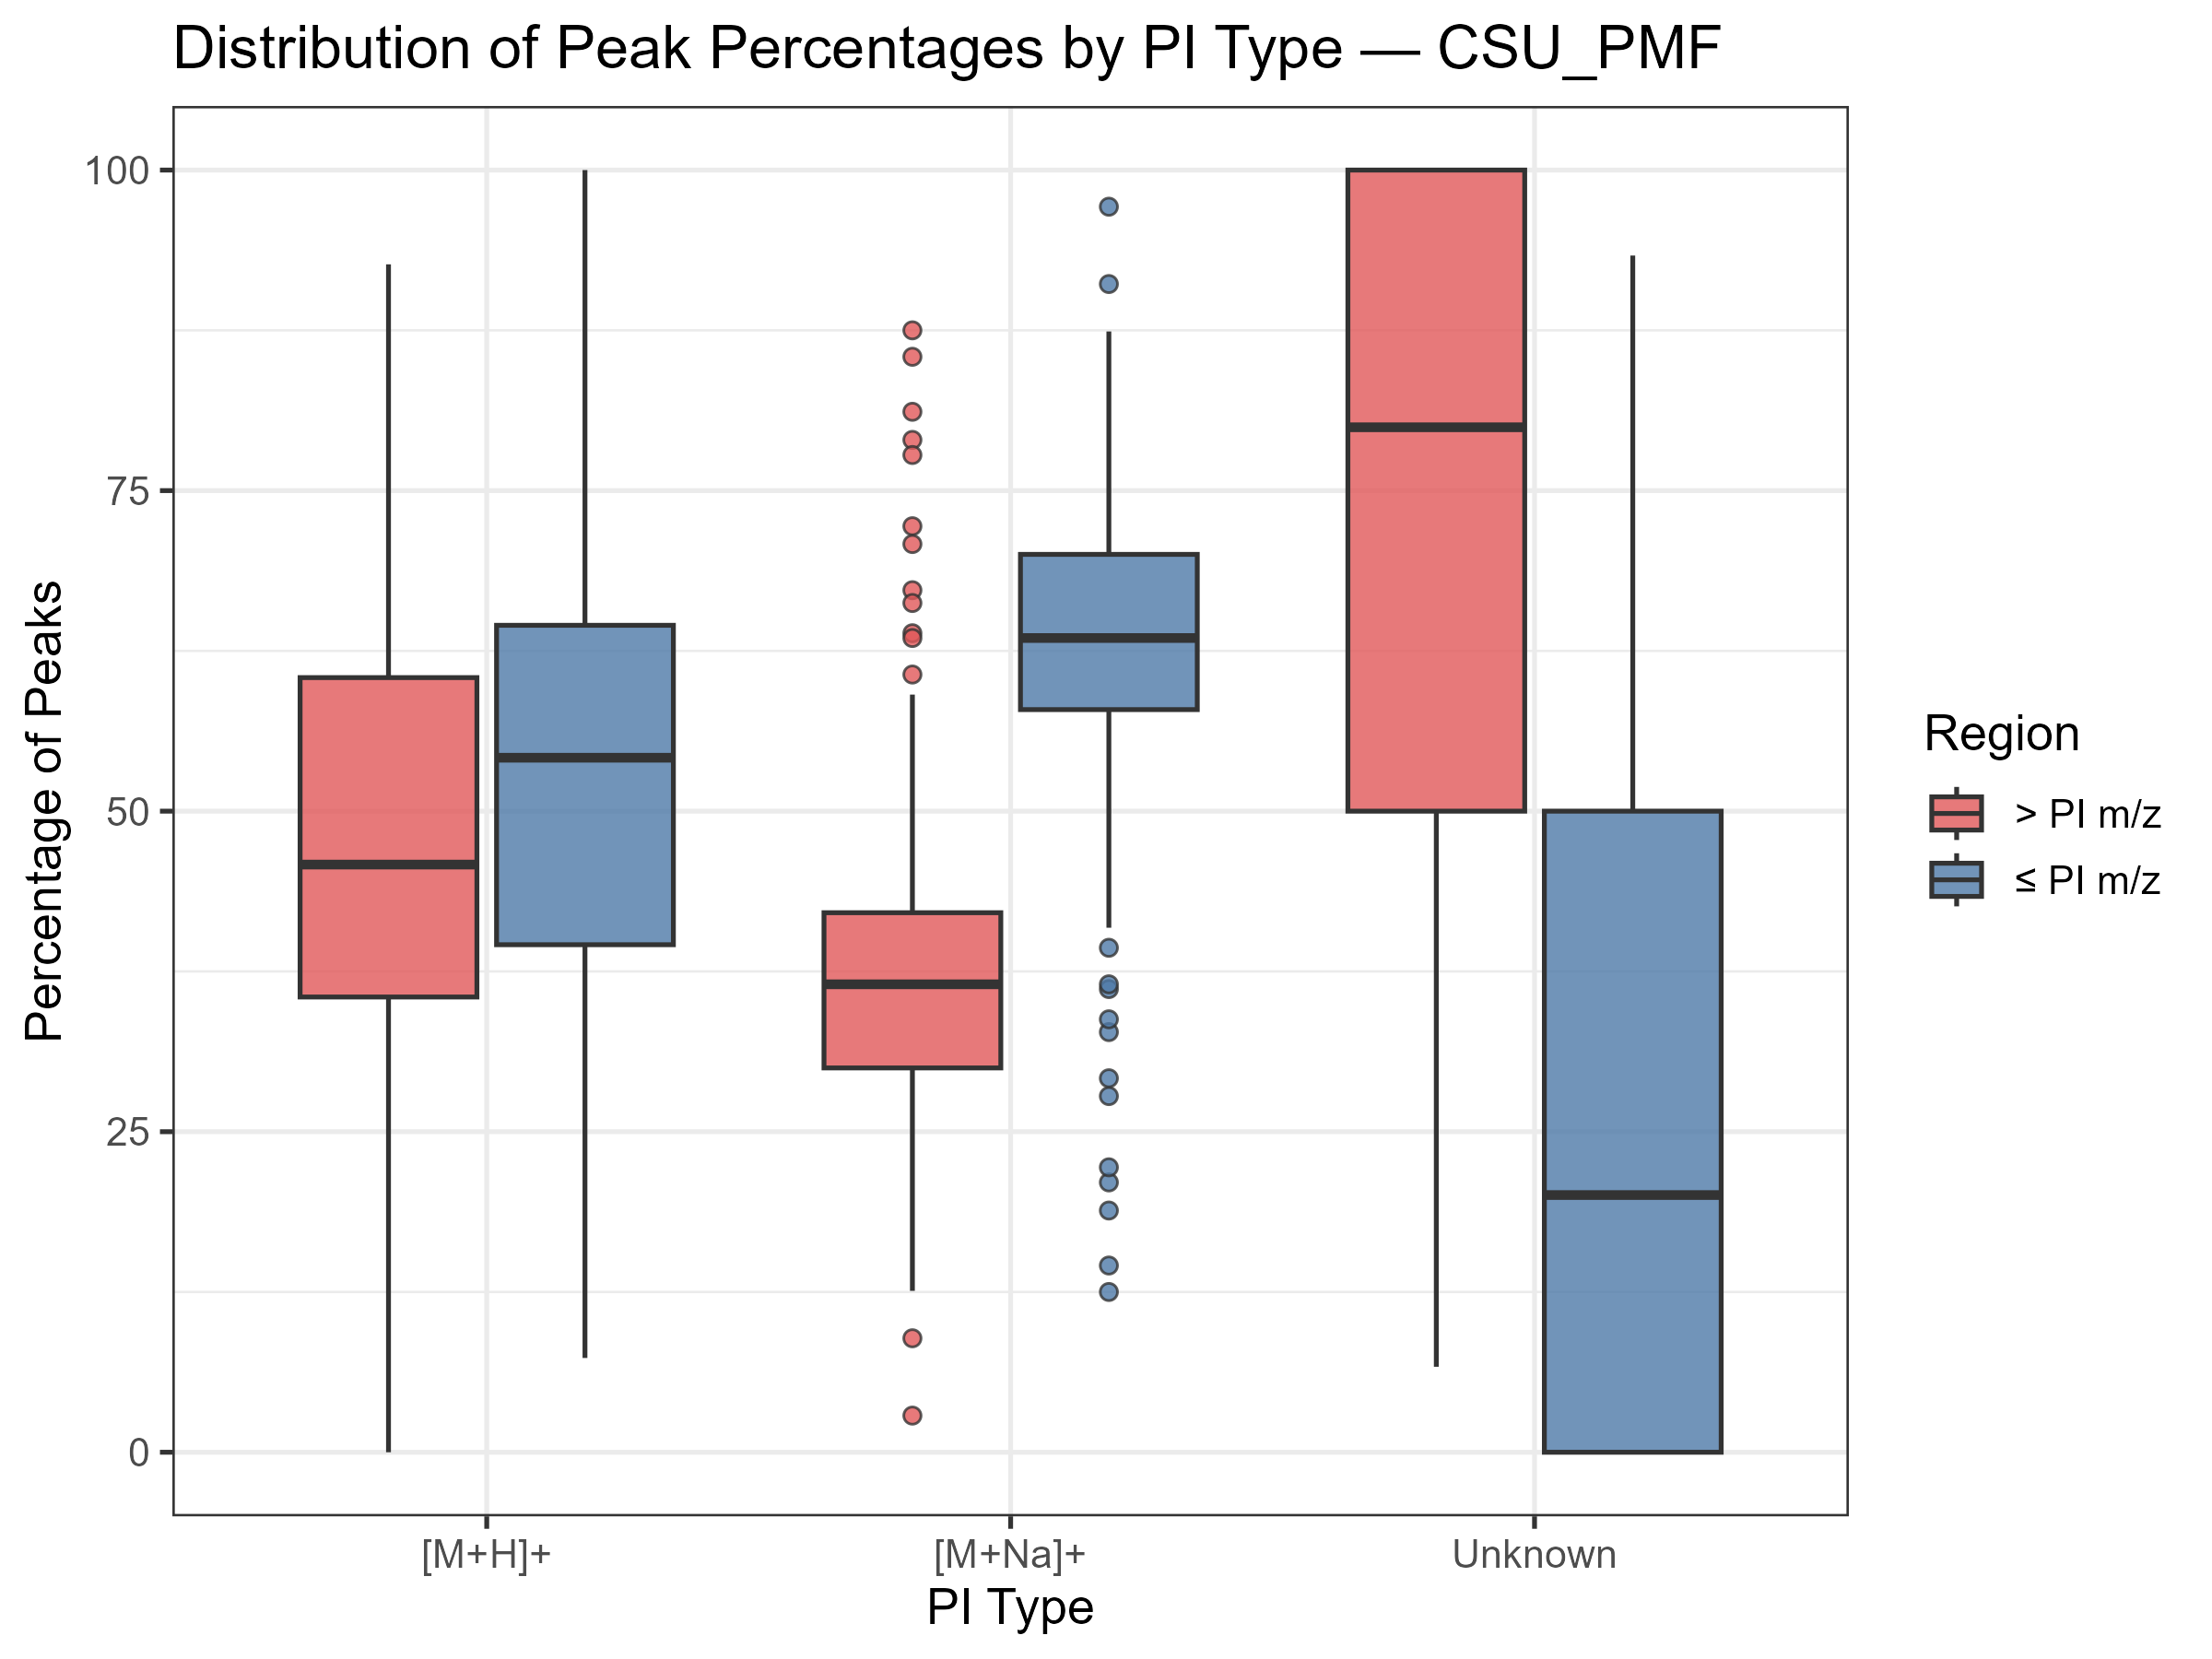 Distribution of Peak Percentages by PI Type — CSU_PMF
Percentage of Peaks
100
75
50
25
0
[M+H]+
[M+Na]+
Unknown
PI Type
Region
> PI m/z
≤ PI m/z